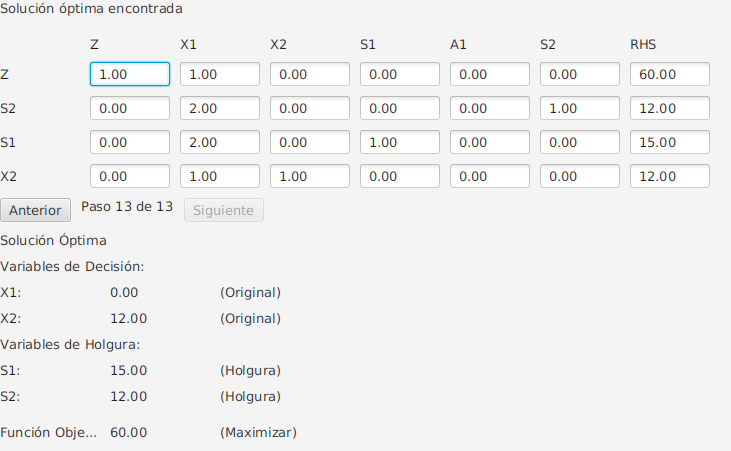 Solución óptima encontrada
Z X1 X2 S1 A1 S2 RHS
Z 1.00 1.00 0.00 0.00 0.00 0.00 60.00
S2 0.00 2.00 0.00 0.00 0.00 1.00 12.00
S1 0.00 2.00 0.00 1.00 0.00 0.00 15.00
X2 0.00 1.00 1.00 0.00 0.00 0.00 12.00
Anterior Paso 13 de 13 Siguiente
Solución Óptima
Variables de Decisión:
X1: 0.00 (Original)
X2: 12.00 (Original)
Variables de Holgura:
S1: 15.00 (Holgura)
S2: 12.00 (Holgura)
Función Obje... 60.00 (Maximizar)